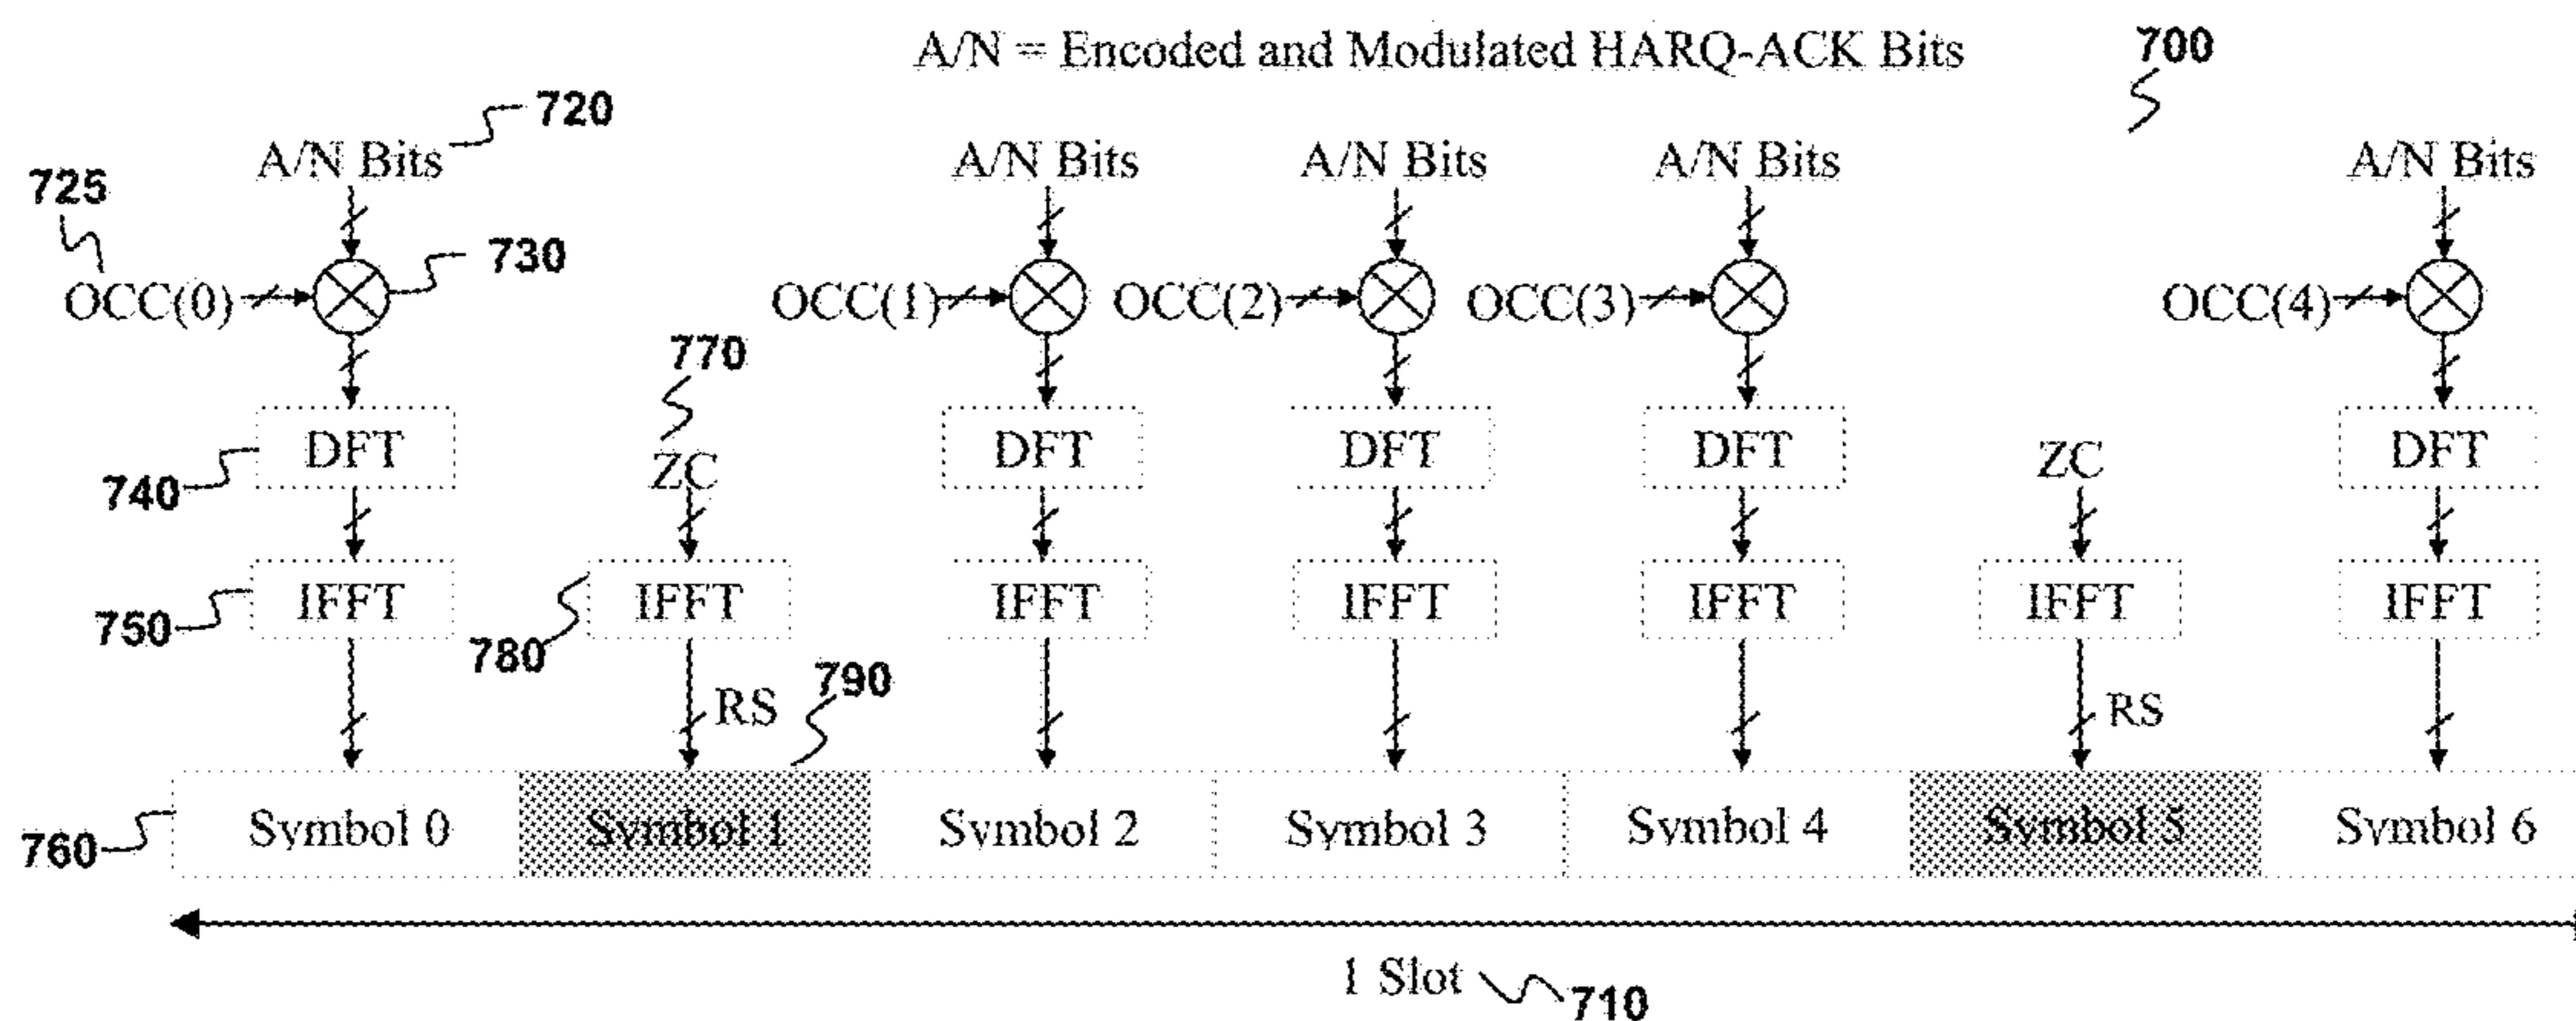 A/N = Encoded and Modulated HARQ-ACK Bits
700
720
A/N Bits A/N Bits A/N Bits A/N Bits A/N Bits
725
730
OCC(0) OCC(1) OCC(2) OCC(3) OCC(4)
770
DFT ZC DFT DFT DFT ZC DFT
740
IFFT IFFT IFFT IFFT IFFT IFFT IFFT
750 780
RS 790 RS
Symbol 0 Symbol 1 Symbol 2 Symbol 3 Symbol 4 Symbol 5 Symbol 6
760
1 Slot 710